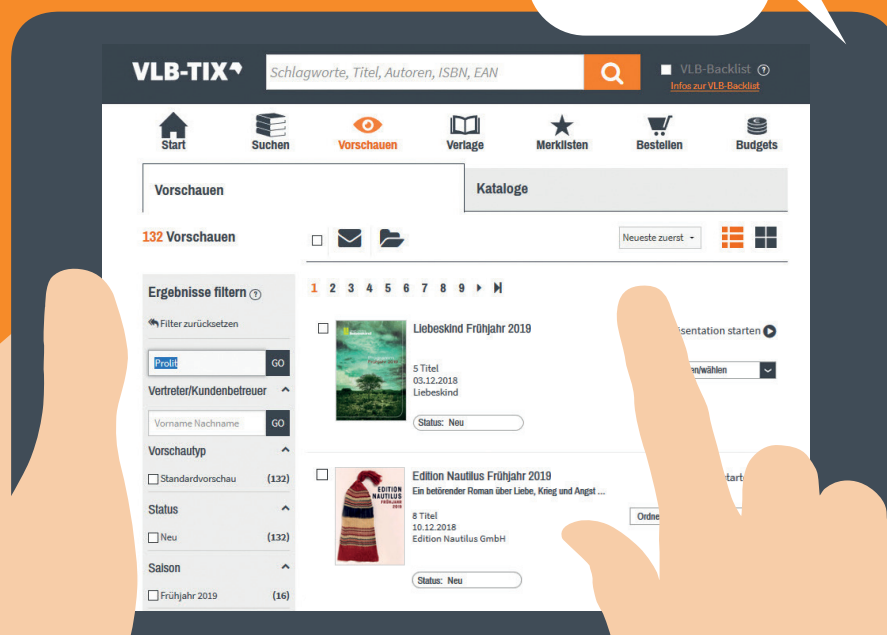 VLB-TIX
Schlagworte, Titel, Autoren, ISBN, EAN
VLB-Backlist ?
Infos zur VLB-Backlist
Start Suchen Vorschauen Verlage Merklisten Bestellen Budgets
Vorschauen Kataloge
132 Vorschauen
Neueste zuerst
Ergebnisse filtern ?
1 2 3 4 5 6 7 8 9
Filter zurücksetzen
Prolit GO
Vertreter/Kundenbetreuer
Vorname Nachname GO
Vorschautyp
Standardvorschau (132)
Status
Neu (132)
Saison
Frühjahr 2019 (16)
Liebeskind Frühjahr 2019
starten
5 Titel
03.12.2018
Liebeskind
Status: Neu
EDITION
NAUTILUS
FRÜHJAHR
2019
Edition Nautilus Frühjahr 2019
Ein betörender Roman über Liebe, Krieg und Angst ...
8 Titel
10.12.2018
Edition Nautilus GmbH
Status: Neu